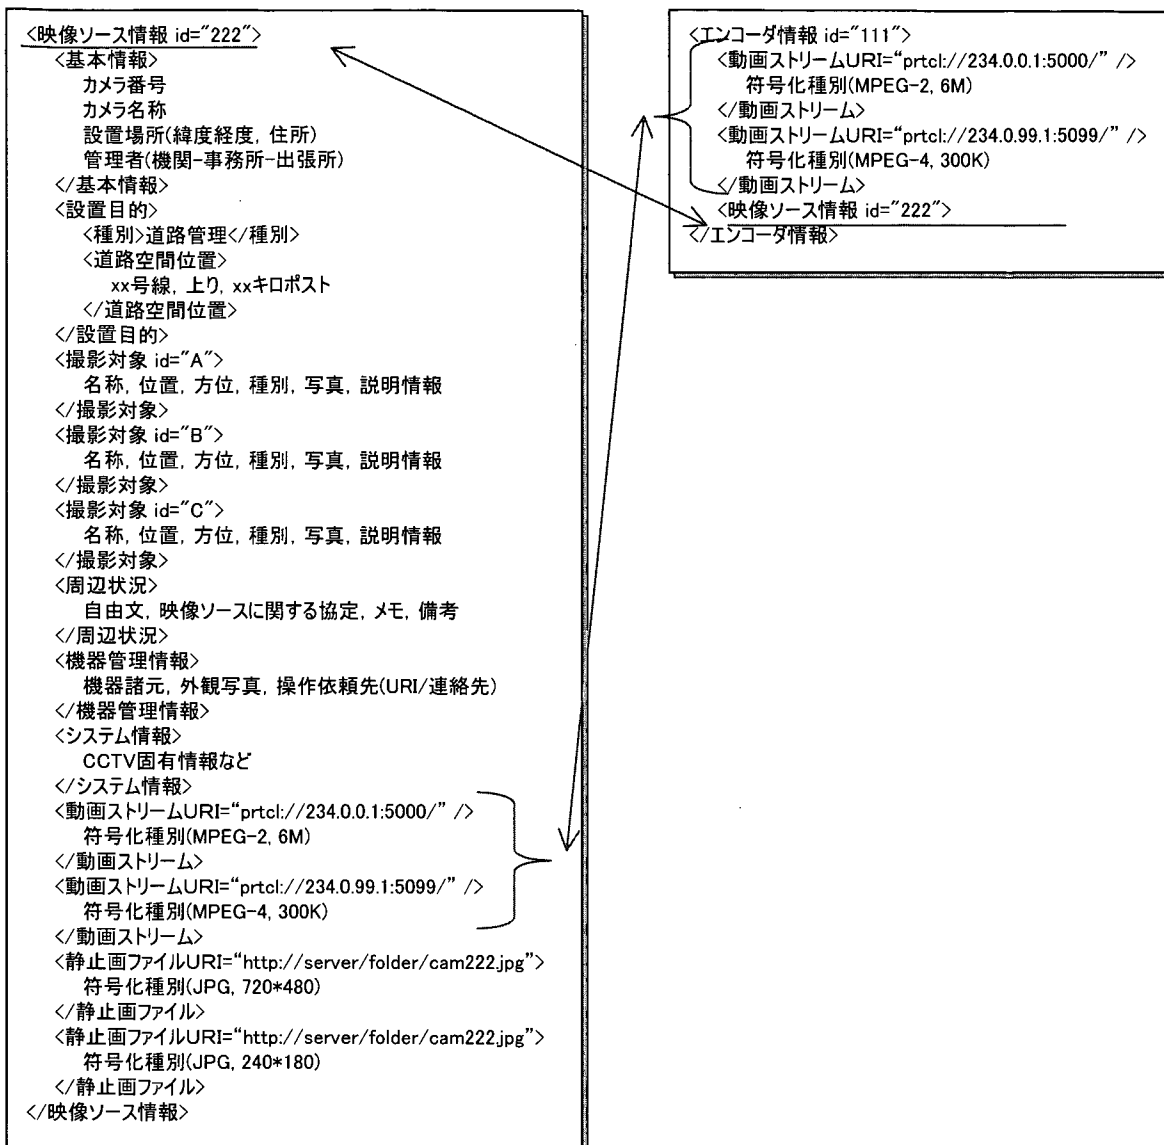 <映像ソース情報 id="222">
<基本情報>
カメラ番号
カメラ名称
設置場所(緯度経度, 住所)
管理者(機関-事務所-出張所)
</基本情報>
<設置目的>
<種別>道路管理</種別>
<道路空間位置>
xx号線, 上り, xxキロポスト
</道路空間位置>
</設置目的>
<撮影対象 id="A">
名称, 位置, 方位, 種別, 写真, 説明情報
</撮影対象>
<撮影対象 id="B">
名称, 位置, 方位, 種別, 写真, 説明情報
</撮影対象>
<撮影対象 id="C">
名称, 位置, 方位, 種別, 写真, 説明情報
</撮影対象>
<周辺状況>
自由文, 映像ソースに関する協定, メモ, 備考
</周辺状況>
<機器管理情報>
機器諸元, 外観写真, 操作依頼先(URI/連絡先)
</機器管理情報>
<システム情報>
CCTV固有情報など
</システム情報>
<動画ストリームURI=“prtcl://234.0.0.1:5000/” />
符号化種別(MPEG-2, 6M)
</動画ストリーム>
<動画ストリームURI=“prtcl://234.0.99.1:5099/” />
符号化種別(MPEG-4, 300K)
</動画ストリーム>
<静止画ファイルURI=“http://server/folder/cam222.jpg”>
符号化種別(JPG, 720*480)
</静止画ファイル>
<静止画ファイルURI=“http://server/folder/cam222.jpg”>
符号化種別(JPG, 240*180)
</静止画ファイル>
</映像ソース情報>
<エンコーダ情報 id="111">
<動画ストリームURI=“prtcl://234.0.0.1:5000/” />
符号化種別(MPEG-2, 6M)
</動画ストリーム>
<動画ストリームURI=“prtcl://234.0.99.1:5099/” />
符号化種別(MPEG-4, 300K)
</動画ストリーム>
<映像ソース情報 id="222">
</エンコーダ情報>